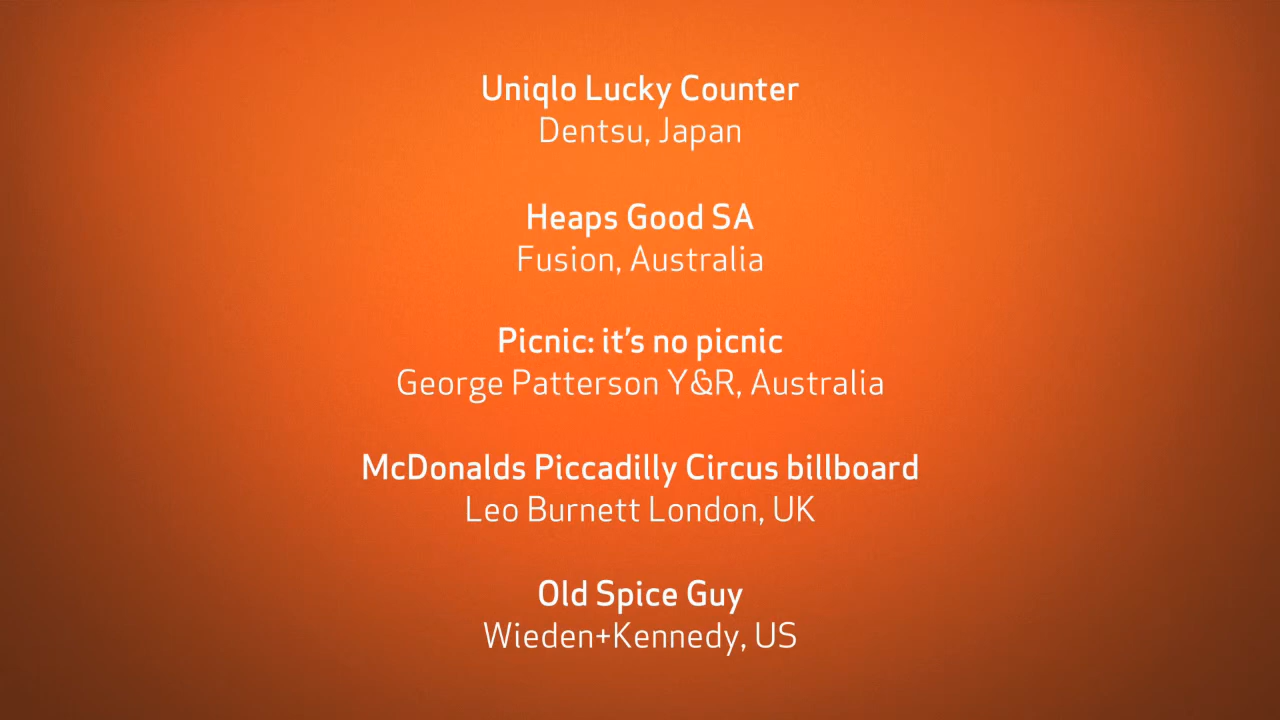 Uniqlo Lucky Counter
Dentsu, Japan
Heaps Good SA
Fusion, Australia
Picnic: it’s no picnic
George Patterson Y&R, Australia
McDonalds Piccadilly Circus billboard
Leo Burnett London, UK
Old Spice Guy
Wieden+Kennedy, US